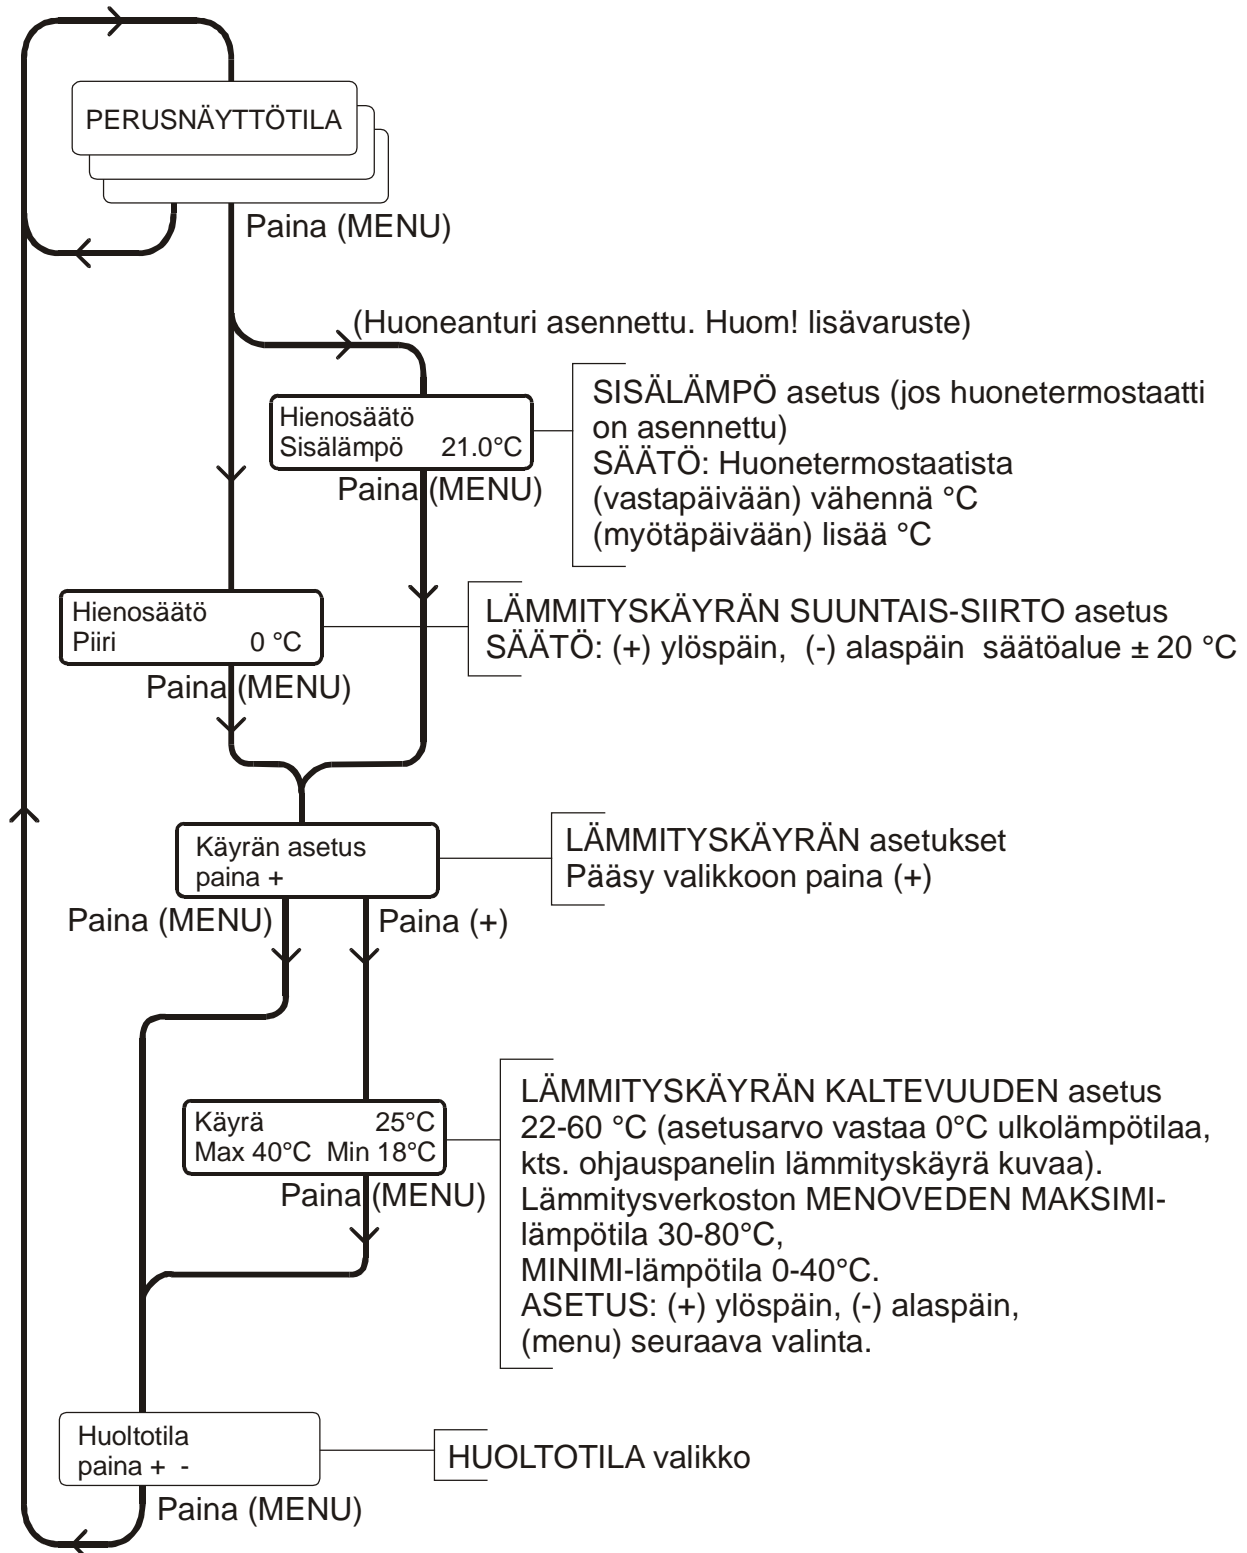 PERUSNÄYTTÖTILA
Paina (MENU)
(Huoneanturi asennettu. Huom! lisävaruste)
Hienosäätö
Sisälämpö 21.0°C
SISÄLÄMPÖ asetus (jos huonetermostaatti
on asennettu)
SÄÄTÖ: Huonetermostaatista
(vastapäivään) vähennä °C
(myötäpäivään) lisää °C
Paina (MENU)
Hienosäätö
Piiri 0 °C
LÄMMITYSKÄYRÄN SUUNTAIS-SIIRTO asetus
SÄÄTÖ: (+) ylöspäin, (-) alaspäin säätöalue ± 20 °C
Paina (MENU)
Käyrän asetus
paina +
LÄMMITYSKÄYRÄN asetukset
Pääsy valikkoon paina (+)
Paina (MENU)
Paina (+)
Käyrä 25°C
Max 40°C Min 18°C
LÄMMITYSKÄYRÄN KALTEVUUDEN asetus
22-60 °C (asetusarvo vastaa 0°C ulkolämpötilaa,
kts. ohjauspanelin lämmityskäyrä kuvaa).
Lämmitysverkoston MENOVEDEN MAKSIMI-
lämpötila 30-80°C,
MINIMI-lämpötila 0-40°C.
ASETUS: (+) ylöspäin, (-) alaspäin,
(menu) seuraava valinta.
Paina (MENU)
Huoltotila
paina + -
HUOLTOTILA valikko
Paina (MENU)